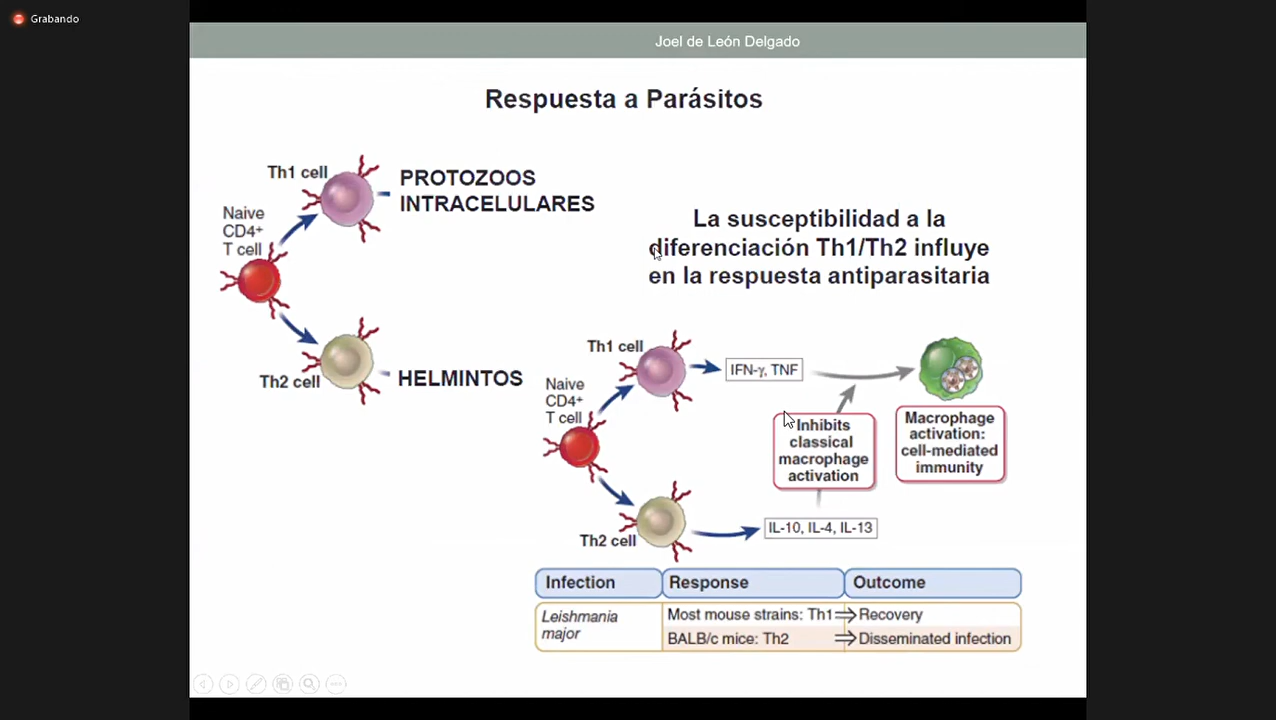 Grabando
Joel de León Delgado
Respuesta a Parásitos
Th1 cell
PROTOZOOS
INTRACELULARES
Naive
CD4+
T cell
Th2 cell
HELMINTOS
La susceptibilidad a la
diferenciación Th1/Th2 influye
en la respuesta antiparasitaria
Th1 cell
IFN-γ, TNF
Naive
CD4+
T cell
Inhibits
classical
macrophage
activation
Macrophage
activation:
cell-mediated
immunity
Th2 cell
IL-10, IL-4, IL-13
Infection
Response
Outcome
Leishmania
major
Most mouse strains: Th1 ⇒ Recovery
BALB/c mice: Th2 ⇒ Disseminated infection